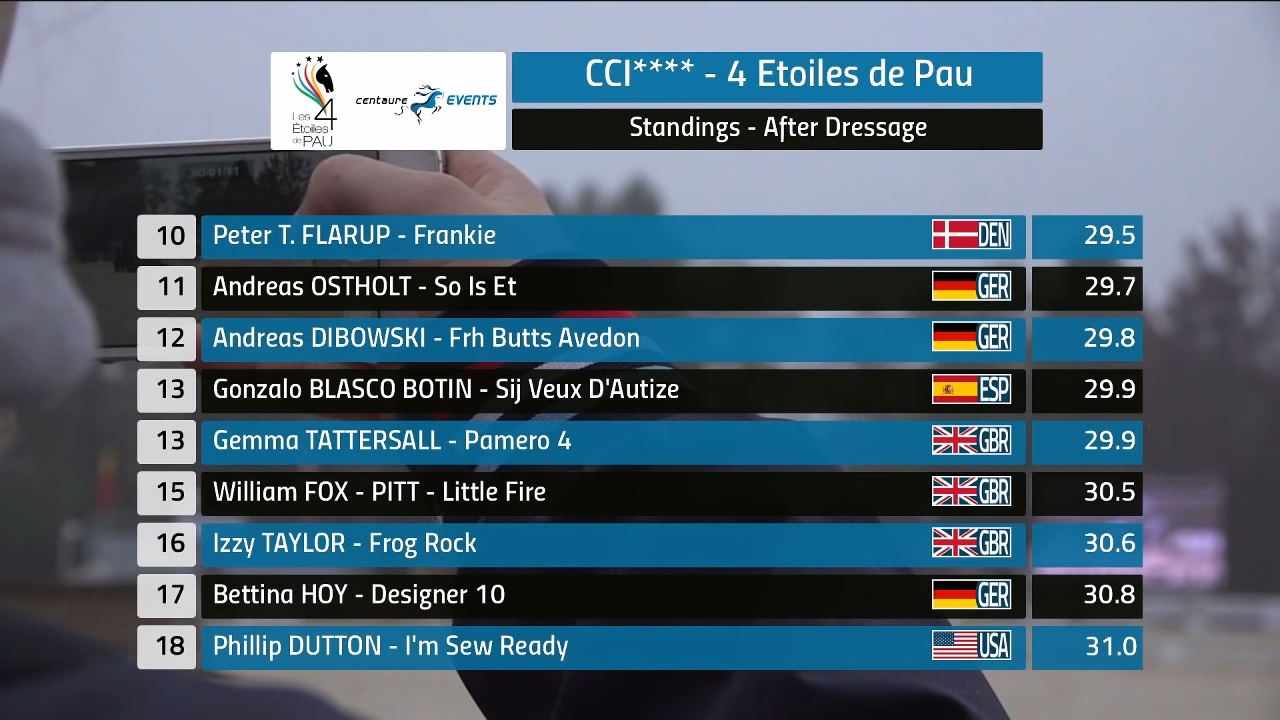 Les
4
Étoiles
de PAU
centaure EVENTS
CCI**** - 4 Etoiles de Pau
Standings - After Dressage
00:01:11
10 Peter T. FLARUP - Frankie DEN 29.5
11 Andreas OSTHOLT - So Is Et GER 29.7
12 Andreas DIBOWSKI - Frh Butts Avedon GER 29.8
13 Gonzalo BLASCO BOTIN - Sij Veux D'Autize ESP 29.9
13 Gemma TATTERSALL - Pamero 4 GBR 29.9
15 William FOX - PITT - Little Fire GBR 30.5
16 Izzy TAYLOR - Frog Rock GBR 30.6
17 Bettina HOY - Designer 10 GER 30.8
18 Phillip DUTTON - I'm Sew Ready USA 31.0